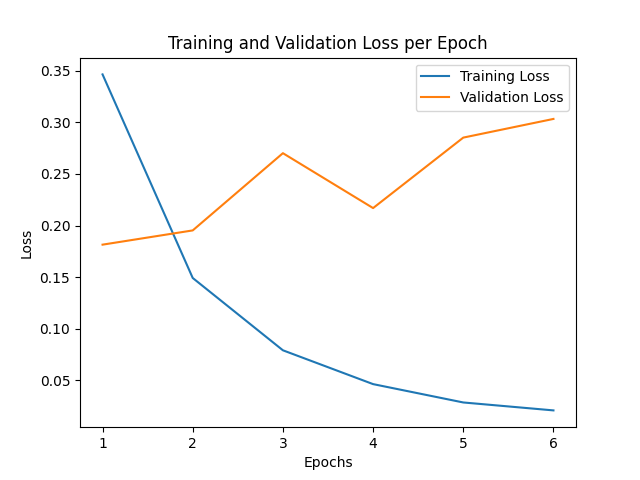 Training and Validation Loss per Epoch
Training Loss
Validation Loss
0.35
0.30
0.25
0.20
0.15
0.10
0.05
Loss
1 2 3 4 5 6
Epochs